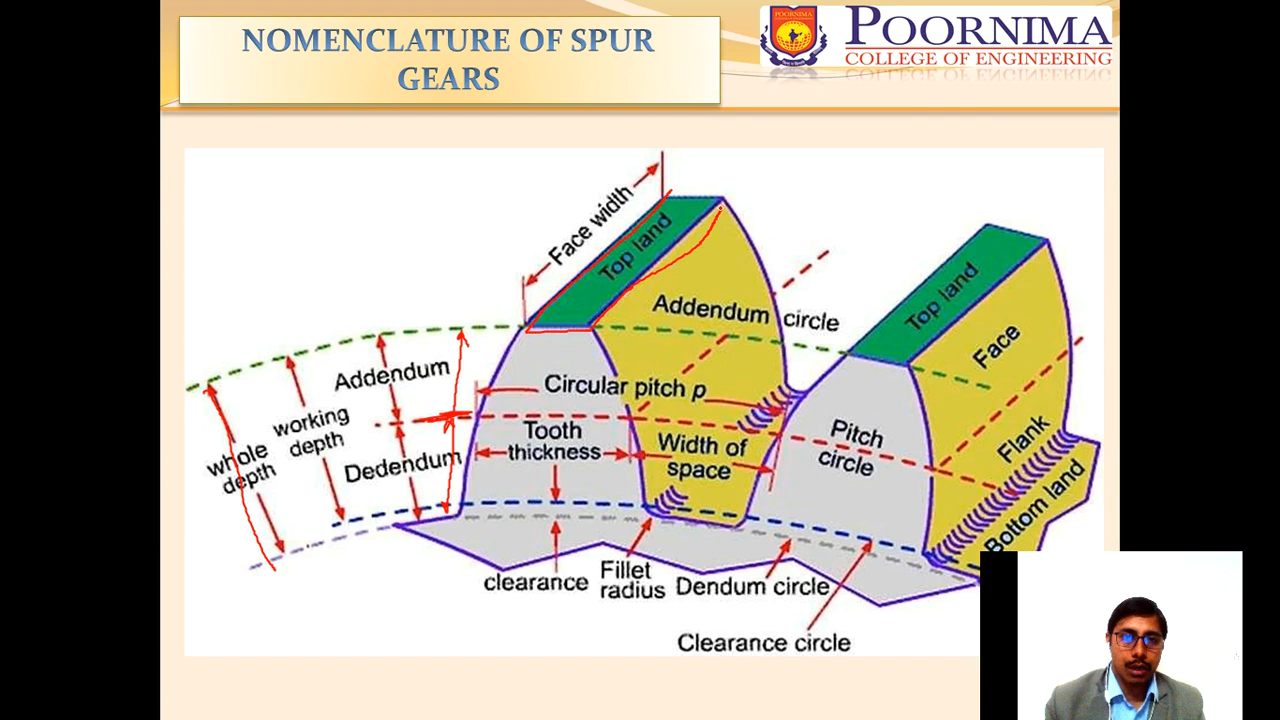 NOMENCLATURE OF SPUR
GEARS
POORNIMA
COLLEGE OF ENGINEERING
POORNIMA
Face width
Top land
Top land
Addendum circle
Face
Addendum
Circular pitch p
working
depth
whole
depth
Dedendum
Tooth
thickness
Width of
space
Pitch
circle
Flank
Bottom land
clearance
Fillet
radius
Dendum circle
Clearance circle